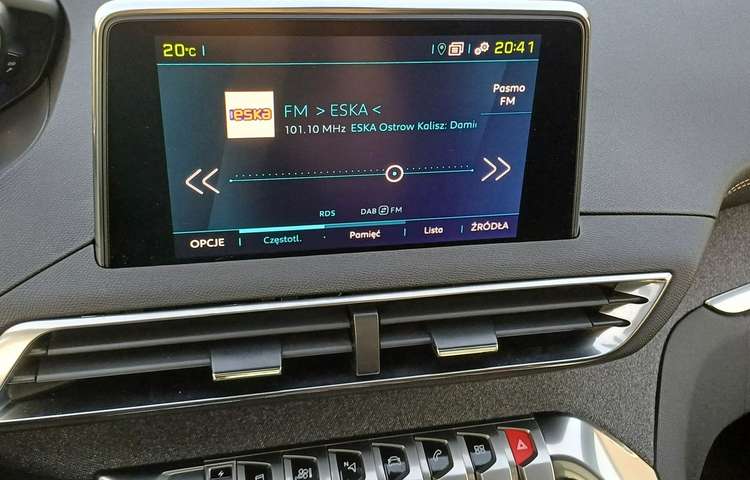 20°C
20:41
eska
FM > ESKA <
101.10 MHz ESKA Ostrow Kalisz: Dami
Pasmo
FM
RDS
DAB FM
OPCJE
Częstotl.
Pamięć
Lista
ŹRÓDŁA
N